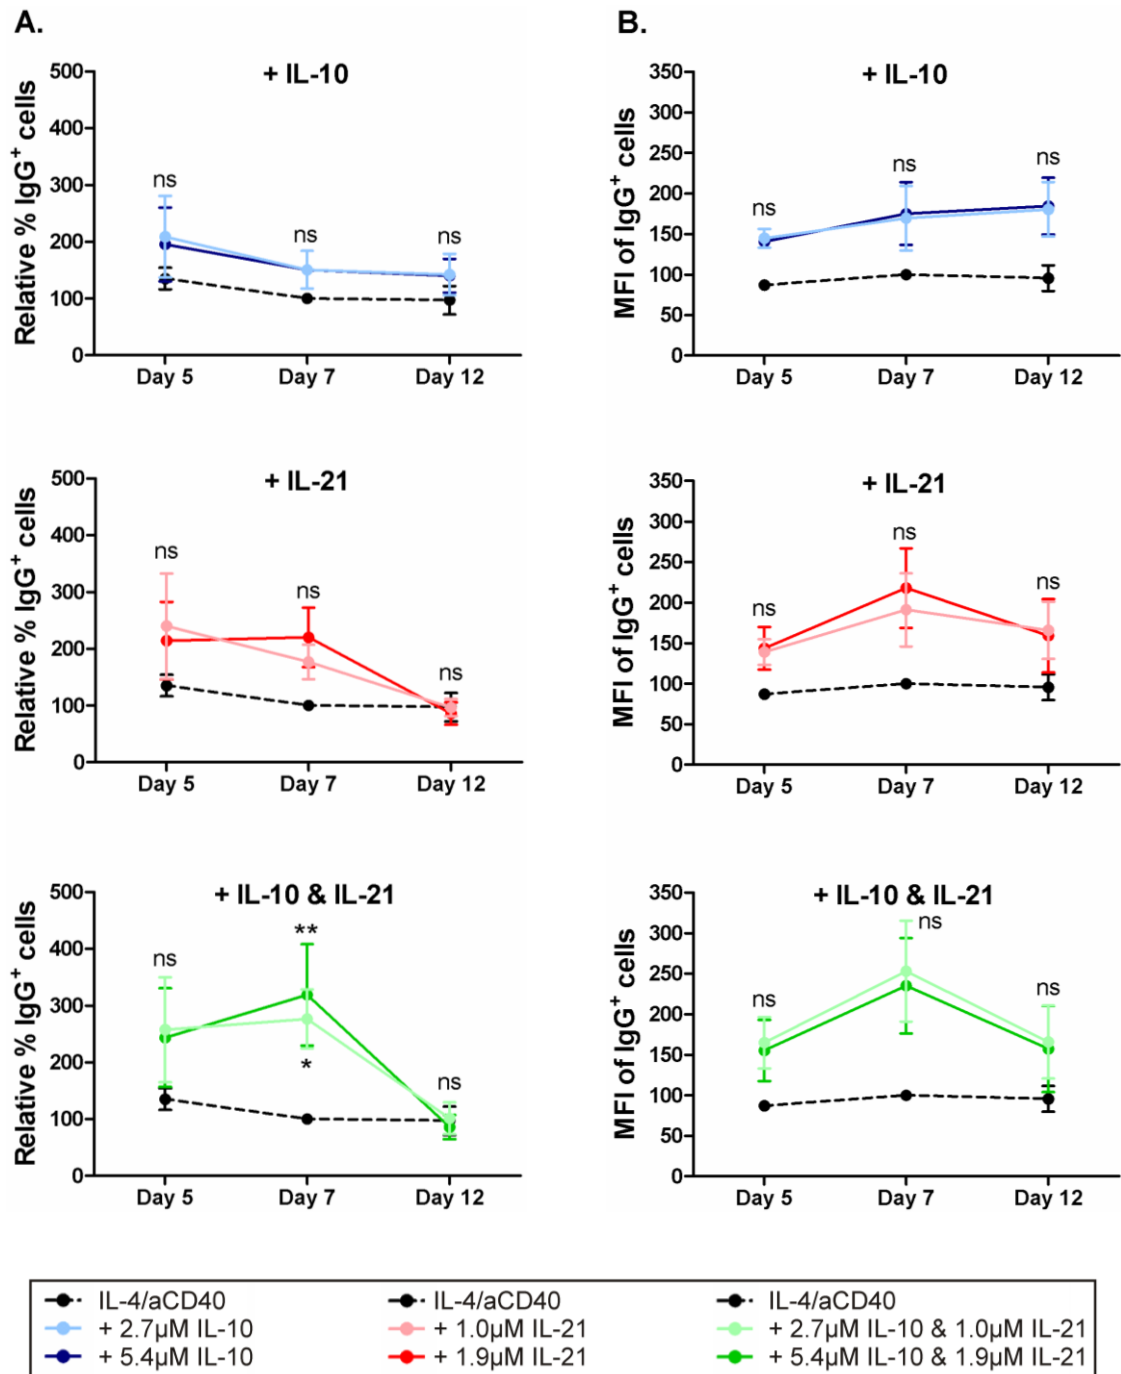 A.
+ IL-10
Relative % IgG⁺ cells
500
400
300
200
100
0
ns
ns
ns
Day 5
Day 7
Day 12
B.
+ IL-10
MFI of IgG⁺ cells
350
300
250
200
150
100
50
0
ns
ns
ns
Day 5
Day 7
Day 12
+ IL-21
Relative % IgG⁺ cells
500
400
300
200
100
0
ns
ns
ns
Day 5
Day 7
Day 12
+ IL-21
MFI of IgG⁺ cells
350
300
250
200
150
100
50
0
ns
ns
ns
Day 5
Day 7
Day 12
+ IL-10 & IL-21
Relative % IgG⁺ cells
500
400
300
200
100
0
ns
**
*
ns
Day 5
Day 7
Day 12
+ IL-10 & IL-21
MFI of IgG⁺ cells
350
300
250
200
150
100
50
0
ns
ns
ns
Day 5
Day 7
Day 12
IL-4/aCD40
+ 2.7µM IL-10
+ 5.4µM IL-10
IL-4/aCD40
+ 1.0µM IL-21
+ 1.9µM IL-21
IL-4/aCD40
+ 2.7µM IL-10 & 1.0µM IL-21
+ 5.4µM IL-10 & 1.9µM IL-21